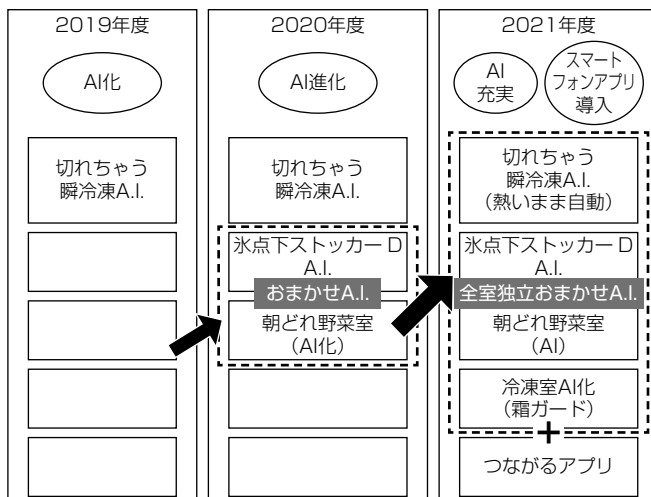 2019年度
AI化
切れちゃう
瞬冷凍A.I.
2020年度
AI進化
切れちゃう
瞬冷凍A.I.
氷点下ストッカー D
A.I.
おまかせA.I.
朝どれ野菜室
(AI化)
2021年度
AI
充実
スマート
フォンアプリ
導入
切れちゃう
瞬冷凍A.I.
(熱いまま自動)
氷点下ストッカー D
A.I.
全室独立おまかせA.I.
朝どれ野菜室
(AI)
冷凍室AI化
(霜ガード)
+
つながるアプリ